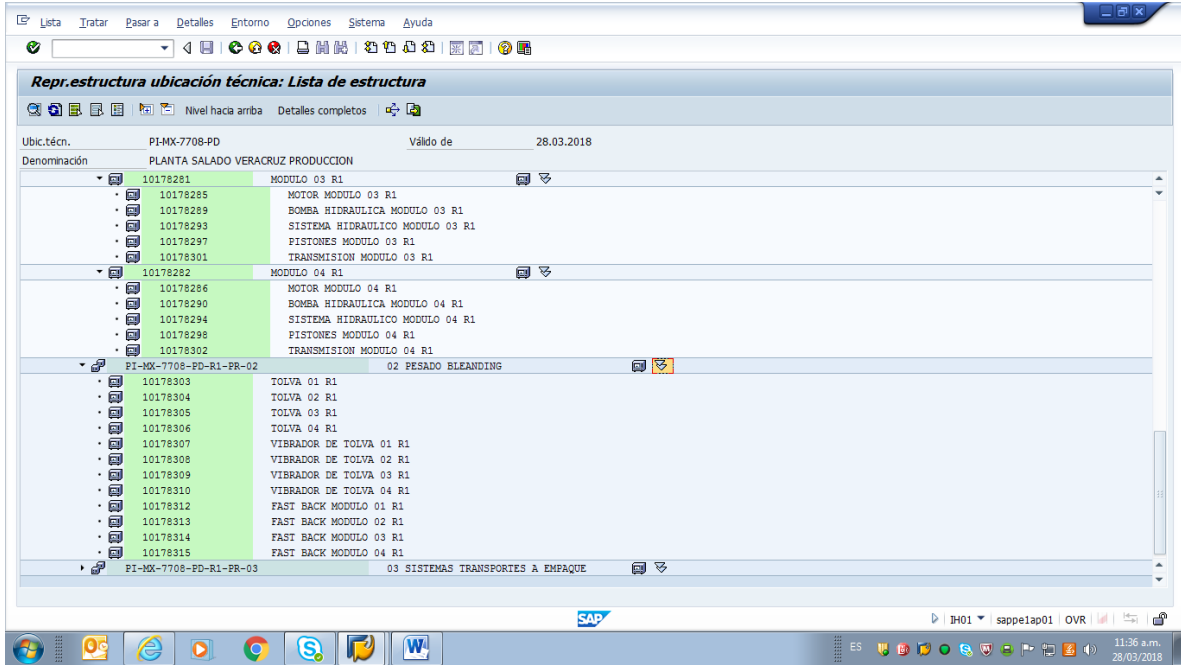 Lista Tratar Pasar a Detalles Entorno Opciones Sistema Ayuda
Repr.estructura ubicación técnica: Lista de estructura
Nivel hacia arriba Detalles completos
Ubic.técn. PI-MX-7708-PD Válido de 28.03.2018
Denominación PLANTA SALADO VERACRUZ PRODUCCION
10178281 MODULO 03 R1
10178285 MOTOR MODULO 03 R1
10178289 BOMBA HIDRAULICA MODULO 03 R1
10178293 SISTEMA HIDRAULICO MODULO 03 R1
10178297 PISTONES MODULO 03 R1
10178301 TRANSMISION MODULO 03 R1
10178282 MODULO 04 R1
10178286 MOTOR MODULO 04 R1
10178290 BOMBA HIDRAULICA MODULO 04 R1
10178294 SISTEMA HIDRAULICO MODULO 04 R1
10178298 PISTONES MODULO 04 R1
10178302 TRANSMISION MODULO 04 R1
PI-MX-7708-PD-R1-PR-02 02 PESADO BLEANDING
10178303 TOLVA 01 R1
10178304 TOLVA 02 R1
10178305 TOLVA 03 R1
10178306 TOLVA 04 R1
10178307 VIBRADOR DE TOLVA 01 R1
10178308 VIBRADOR DE TOLVA 02 R1
10178309 VIBRADOR DE TOLVA 03 R1
10178310 VIBRADOR DE TOLVA 04 R1
10178312 FAST BACK MODULO 01 R1
10178313 FAST BACK MODULO 02 R1
10178314 FAST BACK MODULO 03 R1
10178315 FAST BACK MODULO 04 R1
PI-MX-7708-PD-R1-PR-03 03 SISTEMAS TRANSPORTES A EMPAQUE
SAP
IH01 sappe1ap01 OVR
ES 11:36 a.m.
28/03/2018